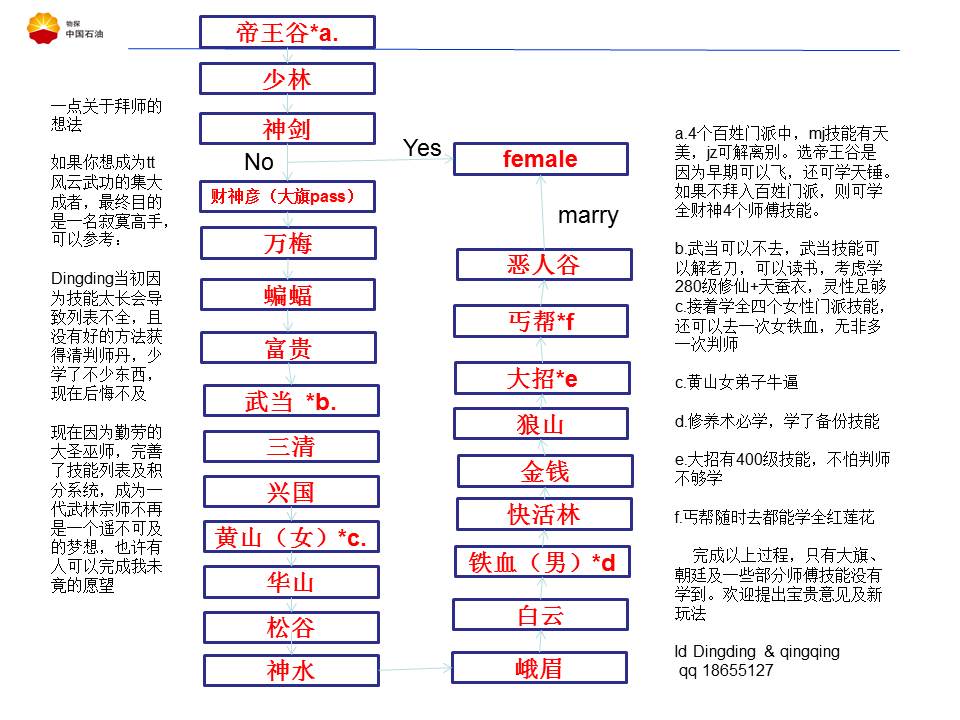 物探
中国石油
一点关于拜师的
想法
如果你想成为tt
风云武功的集大
成者，最终目的
是一名寂寞高手，
可以参考：
Dingding当初因
为技能太长会导
致列表不全，且
没有好的方法获
得清判师丹，少
学了不少东西，
现在后悔不及
现在因为勤劳的
大圣巫师，完善
了技能列表及积
分系统，成为一
代武林宗师不再
是一个遥不可及
的梦想，也许有
人可以完成我未
竟的愿望
帝王谷*a.
少林
神剑
No
Yes
财神彦（大旗pass）
万梅
蝙蝠
富贵
武当 *b.
三清
兴国
黄山（女）*c.
华山
松谷
神水
female
marry
恶人谷
丐帮*f
大招*e
狼山
金钱
快活林
铁血（男）*d
白云
峨眉
a.4个百姓门派中，mj技能有天
美，jz可解离别。选帝王谷是
因为早期可以飞，还可学天锤。
如果不拜入百姓门派，则可学
全财神4个师傅技能。
b.武当可以不去，武当技能可
以解老刀，可以读书，考虑学
280级修仙+天蚕衣，灵性足够
c.接着学全四个女性门派技能，
还可以去一次女铁血，无非多
一次判师
c.黄山女弟子牛逼
d.修养术必学，学了备份技能
e.大招有400级技能，不怕判师
不够学
f.丐帮随时去都能学全红莲花
完成以上过程，只有大旗、
朝廷及一些部分师傅技能没有
学到。欢迎提出宝贵意见及新
玩法
Id Dingding & qingqing
qq 18655127